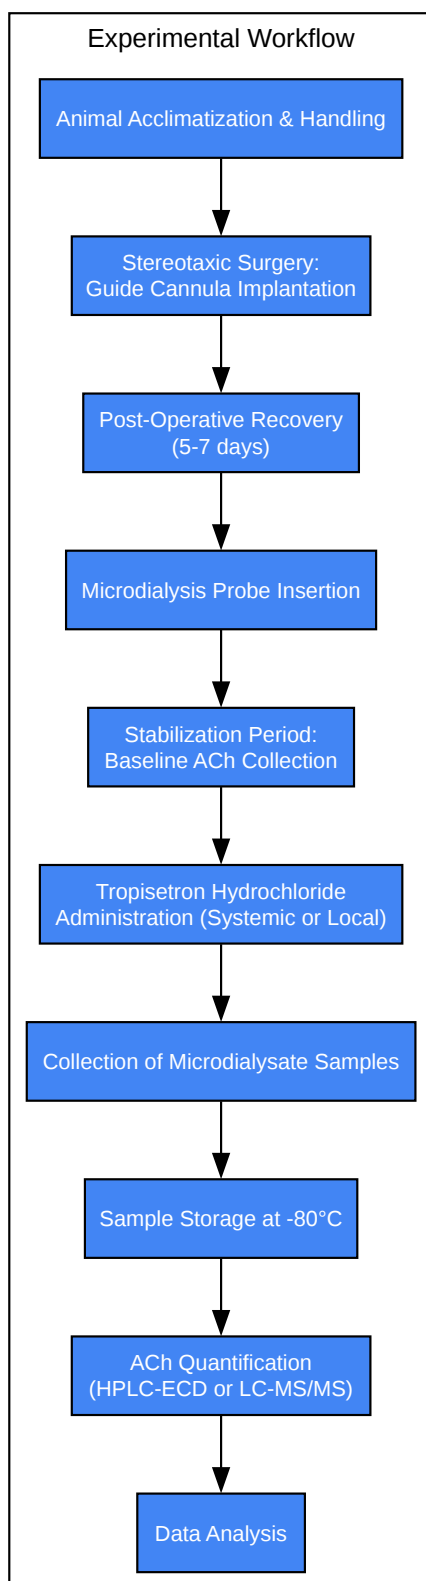 Experimental Workflow
Animal Acclimatization & Handling
Stereotaxic Surgery:
Guide Cannula Implantation
Post-Operative Recovery
(5-7 days)
Microdialysis Probe Insertion
Stabilization Period:
Baseline ACh Collection
Tropisetron Hydrochloride
Administration (Systemic or Local)
Collection of Microdialysate Samples
Sample Storage at -80°C
ACh Quantification
(HPLC-ECD or LC-MS/MS)
Data Analysis